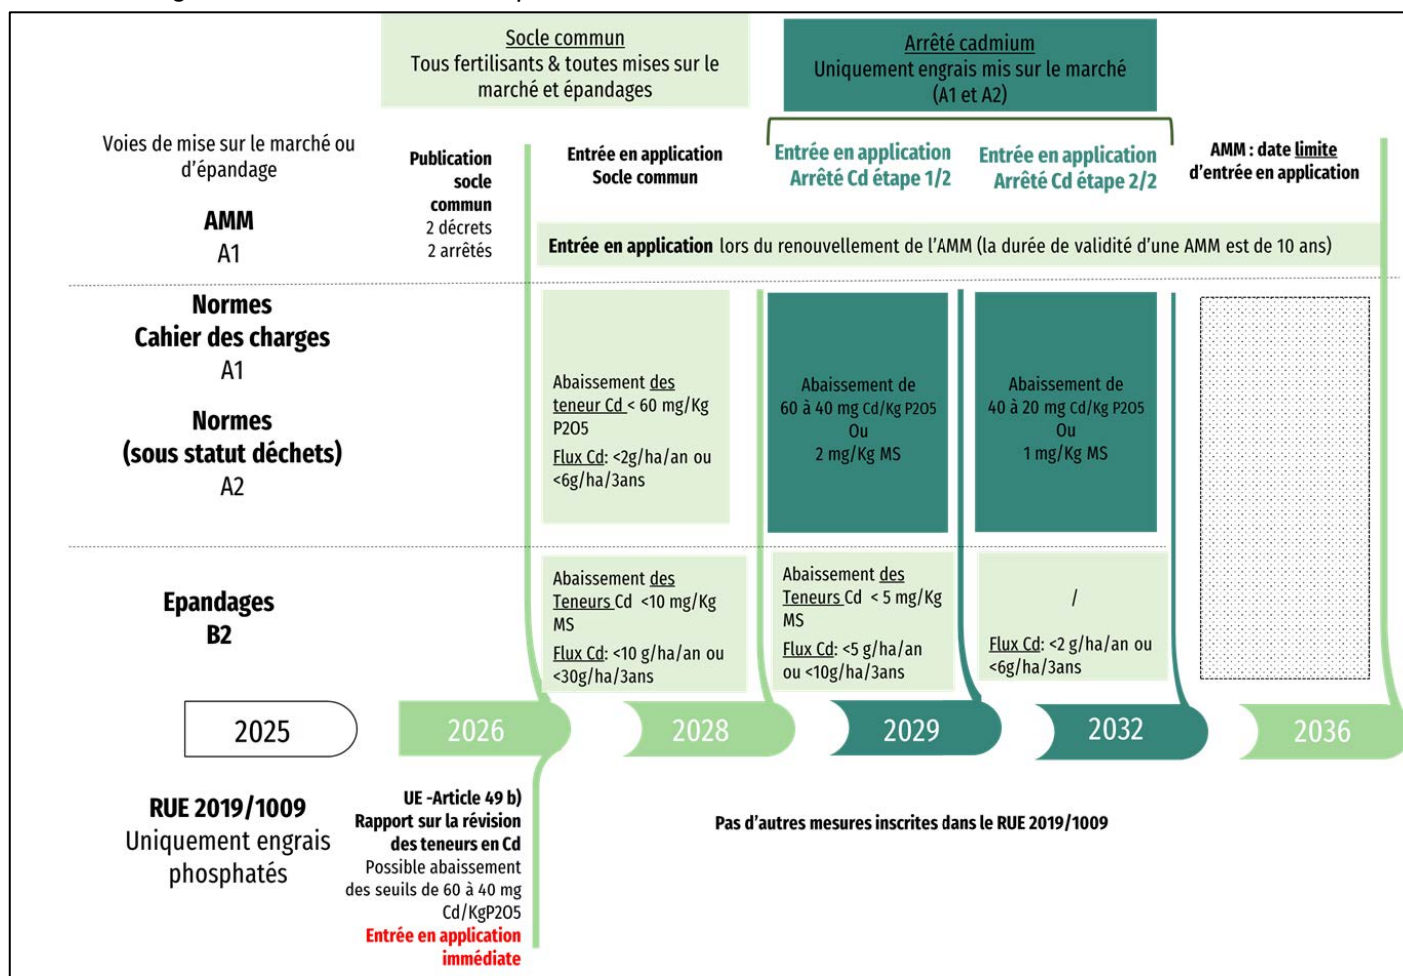 Socle commun
Tous fertilisants & toutes mises sur le
marché et épandages
Arrêté cadmium
Uniquement engrais mis sur le marché
(A1 et A2)
Voies de mise sur le marché ou
d’épandage
Publication
socle
commun
2 décrets
2 arrêtés
Entrée en application
Socle commun
Entrée en application
Arrêté Cd étape 1/2
Entrée en application
Arrêté Cd étape 2/2
AMM : date limite
d’entrée en application
AMM
A1
Entrée en application lors du renouvellement de l’AMM (la durée de validité d’une AMM est de 10 ans)
Normes
Cahier des charges
A1
Normes
(sous statut déchets)
A2
Abaissement des
teneur Cd < 60 mg/Kg
P2O5
Flux Cd: <2g/ha/an ou
<6g/ha/3ans
Abaissement de
60 à 40 mg Cd/Kg P2O5
Ou
2 mg/Kg MS
Abaissement de
40 à 20 mg Cd/Kg P2O5
Ou
1 mg/Kg MS
Epandages
B2
Abaissement des
Teneurs Cd <10 mg/Kg
MS
Flux Cd: <10 g/ha/an ou
<30g/ha/3ans
Abaissement des
Teneurs Cd < 5 mg/Kg
MS
Flux Cd: <5 g/ha/an
ou <10g/ha/3ans
/
Flux Cd: <2 g/ha/an ou
<6g/ha/3ans
2025
2026
2028
2029
2032
2036
RUE 2019/1009
Uniquement engrais
phosphatés
UE -Article 49 b)
Rapport sur la révision
des teneurs en Cd
Possible abaissement
des seuils de 60 à 40 mg
Cd/KgP2O5
Entrée en application
immédiate
Pas d’autres mesures inscrites dans le RUE 2019/1009